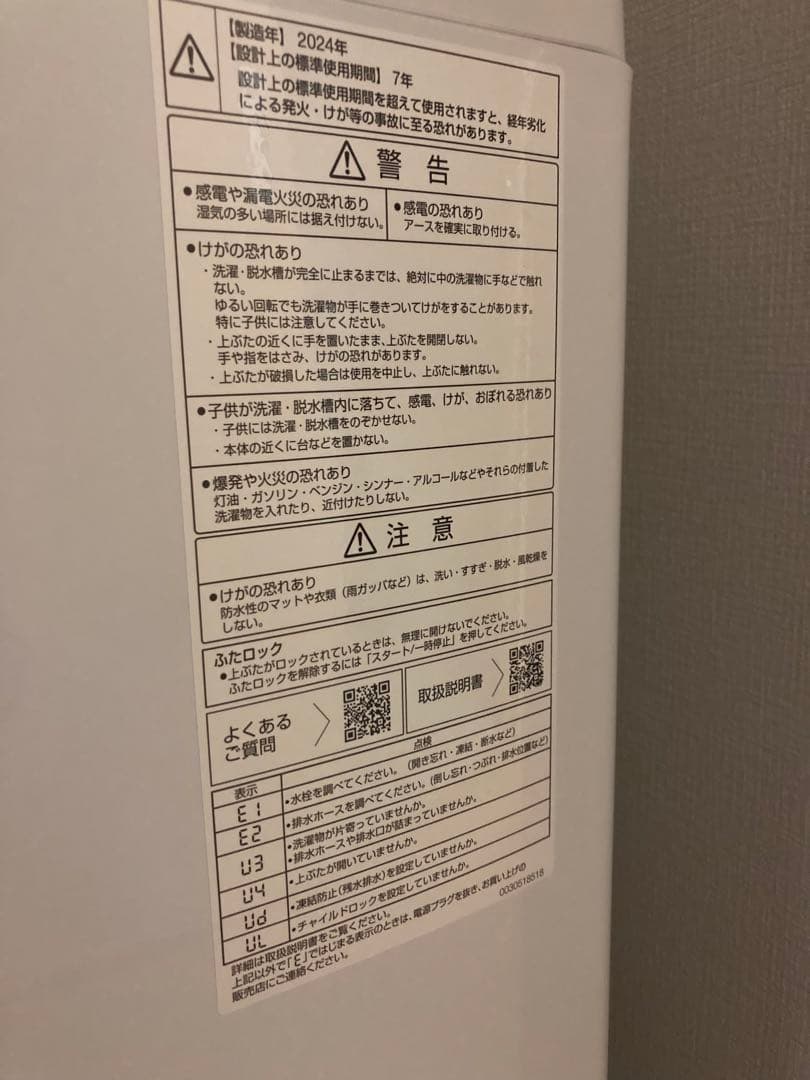 【製造年】 2024年
【設計上の標準使用期間】 7年
設計上の標準使用期間を超えて使用されますと、経年劣化
による発火・けが等の事故に至る恐れがあります。
警告
●感電や漏電火災の恐れあり
湿気の多い場所には据え付けない。
●感電の恐れあり
アースを確実に取り付ける。
●けがの恐れあり
・洗濯・脱水槽が完全に止まるまでは、絶対に中の洗濯物に手などで触れ
ない。
ゆるい回転でも洗濯物が手に巻きついてけがをすることがあります。
特に子供には注意してください。
・上ぶたの近くに手を置いたまま、上ぶたを開閉しない。
手や指をはさみ、けがの恐れがあります。
・上ぶたが破損した場合は使用を中止し、上ぶたに触れない。
●子供が洗濯・脱水槽内に落ちて、感電、けが、おぼれる恐れあり
・子供には洗濯・脱水槽をのぞかせない。
・本体の近くに台などを置かない。
●爆発や火災の恐れあり
灯油・ガソリン・ベンジン・シンナー・アルコールなどやそれらの付着した
洗濯物を入れたり、近付けたりしない。
注意
●けがの恐れあり
防水性のマットや衣類（雨ガッパなど）は、洗い・すすぎ・脱水・風乾燥を
しない。
ふたロック
●上ぶたがロックされているときは、無理に開けないでください。
ふたロックを解除するには「スタート/一時停止」を押してください。
よくある
ご質問
取扱説明書
表示 点検
E1 •水栓を調べてください。（開き忘れ・凍結・断水など）
E2 •排水ホースを調べてください。（倒し忘れ・つぶれ・排水位置など）
U3 •洗濯物が片寄っていませんか。
•排水ホースや排水口が詰まっていませんか。
U4 •上ぶたが開いていませんか。
Ud •凍結防止（残水排水）を設定していませんか。
UL •チャイルドロックを設定していませんか。
詳細は取扱説明書をご覧ください。
上記以外で「E」ではじまる表示のときは、電源プラグを抜き、お買い上げの
販売店にご連絡ください。
0030518518